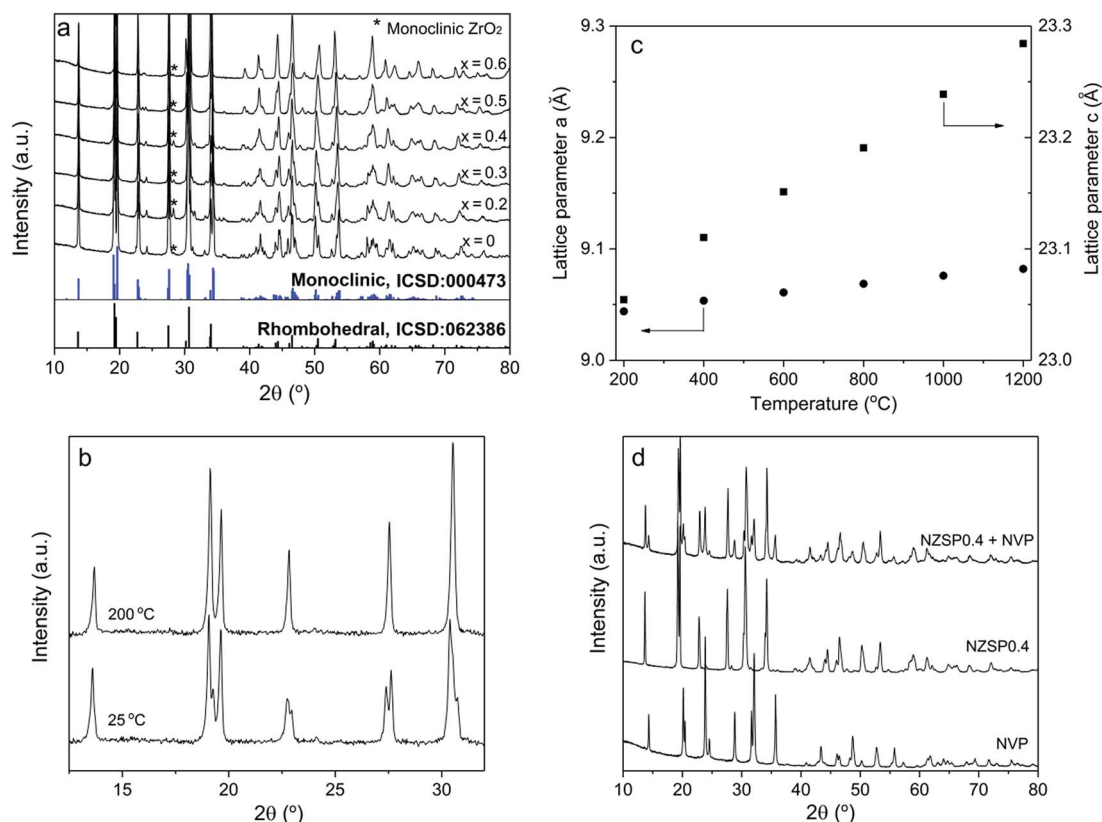 a
* Monoclinic ZrO₂
x = 0.6
x = 0.5
x = 0.4
x = 0.3
x = 0.2
x = 0
* * * * * *
Monoclinic, ICSD:000473
Rhombohedral, ICSD:062386
Intensity (a.u.)
10 20 30 40 50 60 70 80
2θ (º)
c
9.3
9.2
9.1
9.0
Lattice parameter a (Å)
23.3
23.2
23.1
23.0
Lattice parameter c (Å)
200 400 600 800 1000 1200
Temperature (ºC)
b
200 ºC
25 ºC
Intensity (a.u.)
15 20 25 30
2θ (º)
d
NZSP0.4 + NVP
NZSP0.4
NVP
Intensity (a.u.)
10 20 30 40 50 60 70 80
2θ (º)